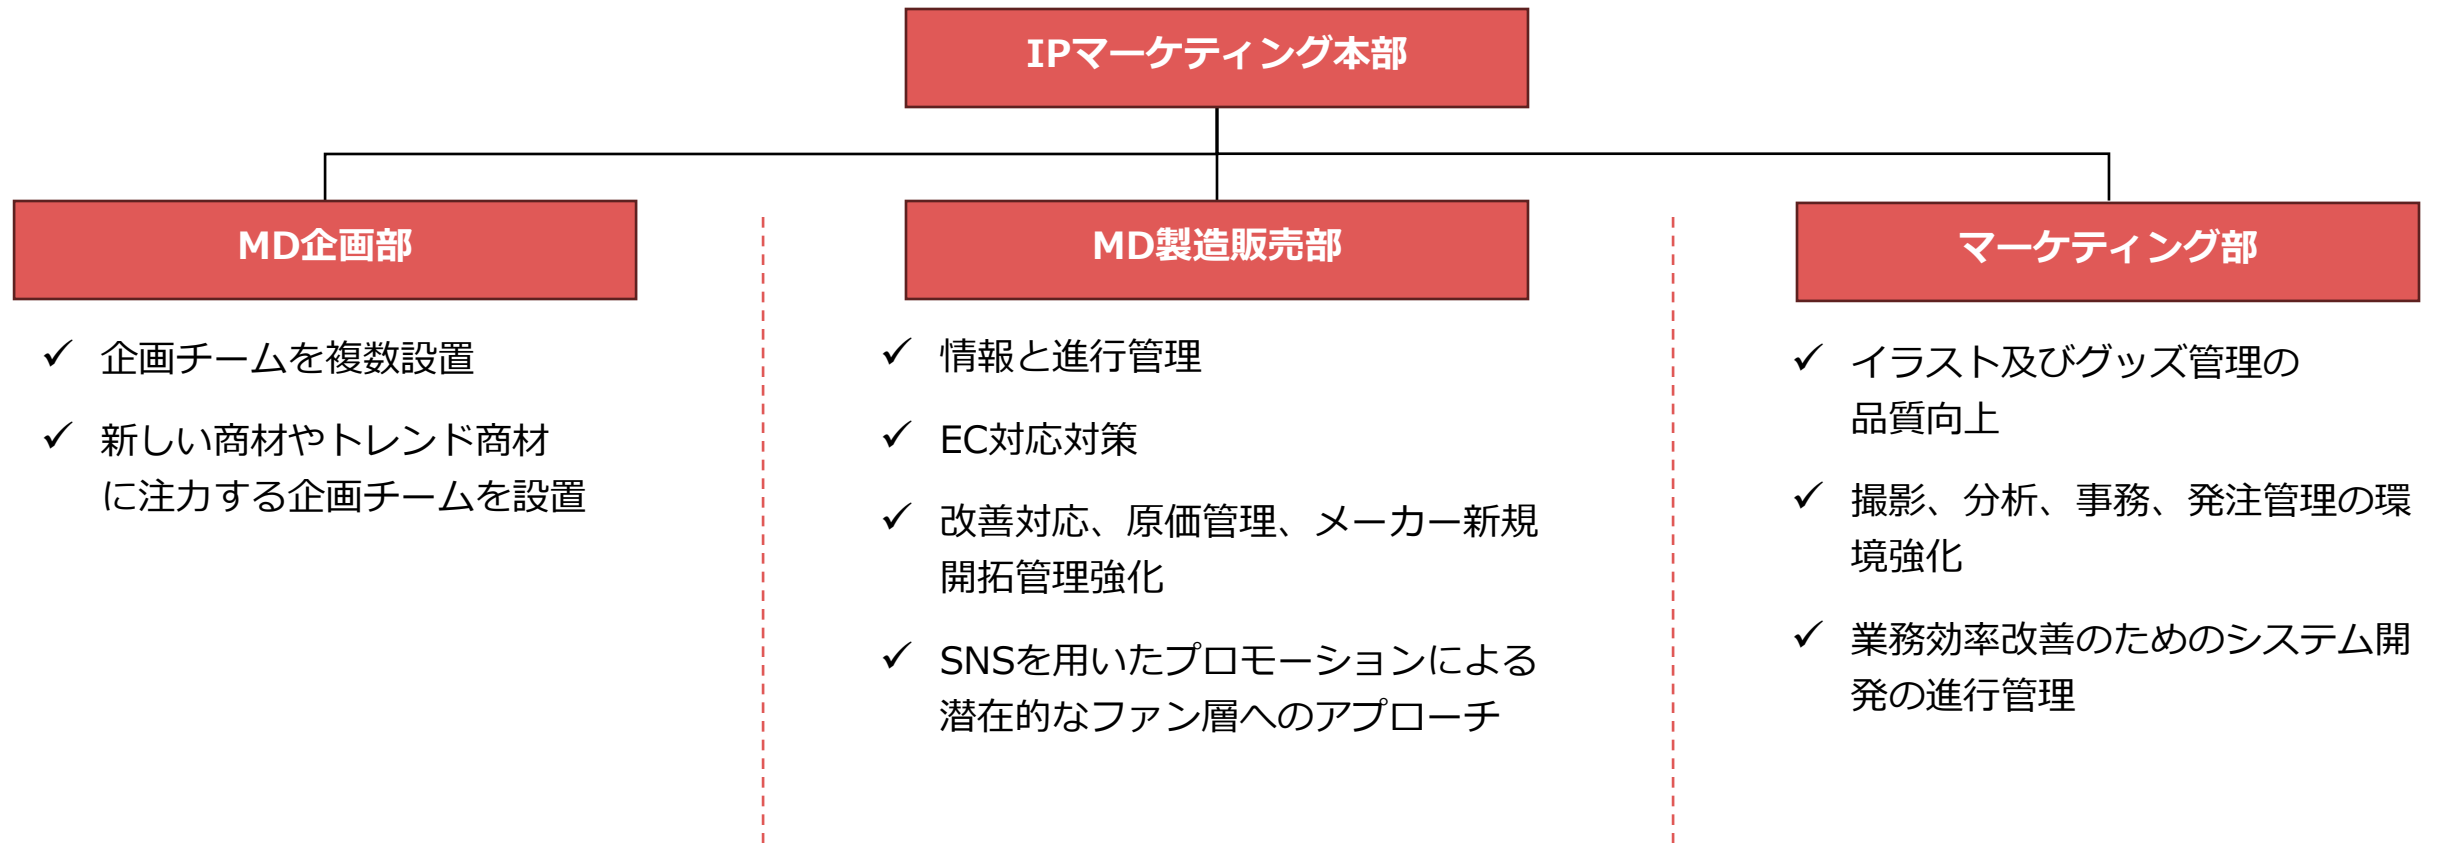 IPマーケティング本部
MD企画部
企画チームを複数設置
新しい商材やトレンド商材
に注力する企画チームを設置
MD製造販売部
情報と進行管理
EC対応対策
改善対応、原価管理、メーカー新規
開拓管理強化
SNSを用いたプロモーションによる
潜在的なファン層へのアプローチ
マーケティング部
イラスト及びグッズ管理の
品質向上
撮影、分析、事務、発注管理の環
境強化
業務効率改善のためのシステム開
発の進行管理